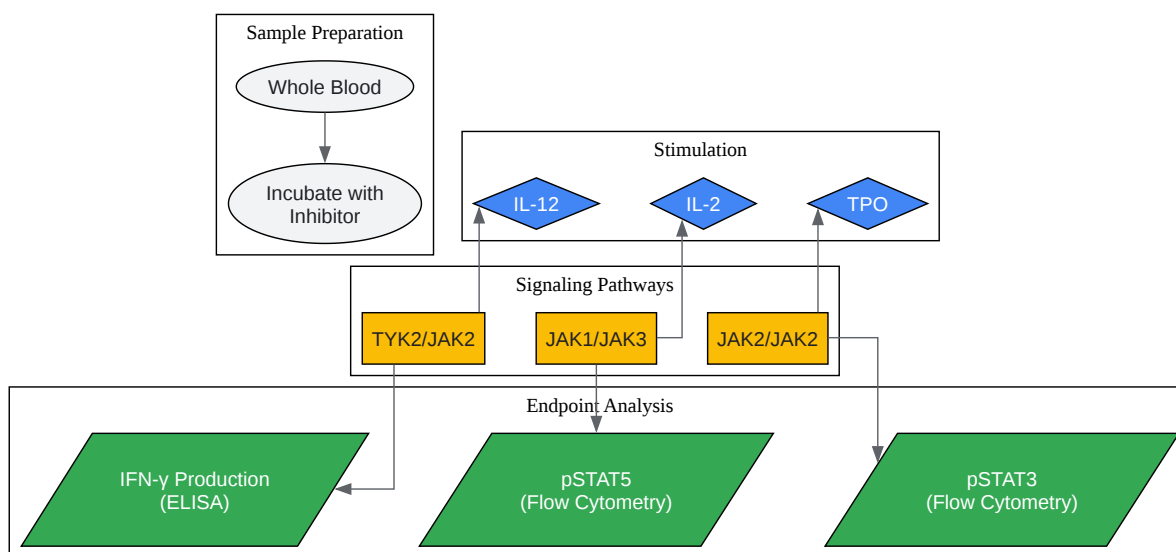 Sample Preparation
Whole Blood
Incubate with
Inhibitor
Stimulation
IL-12
IL-2
TPO
Signaling Pathways
TYK2/JAK2
JAK1/JAK3
JAK2/JAK2
Endpoint Analysis
IFN-γ Production
(ELISA)
pSTAT5
(Flow Cytometry)
pSTAT3
(Flow Cytometry)